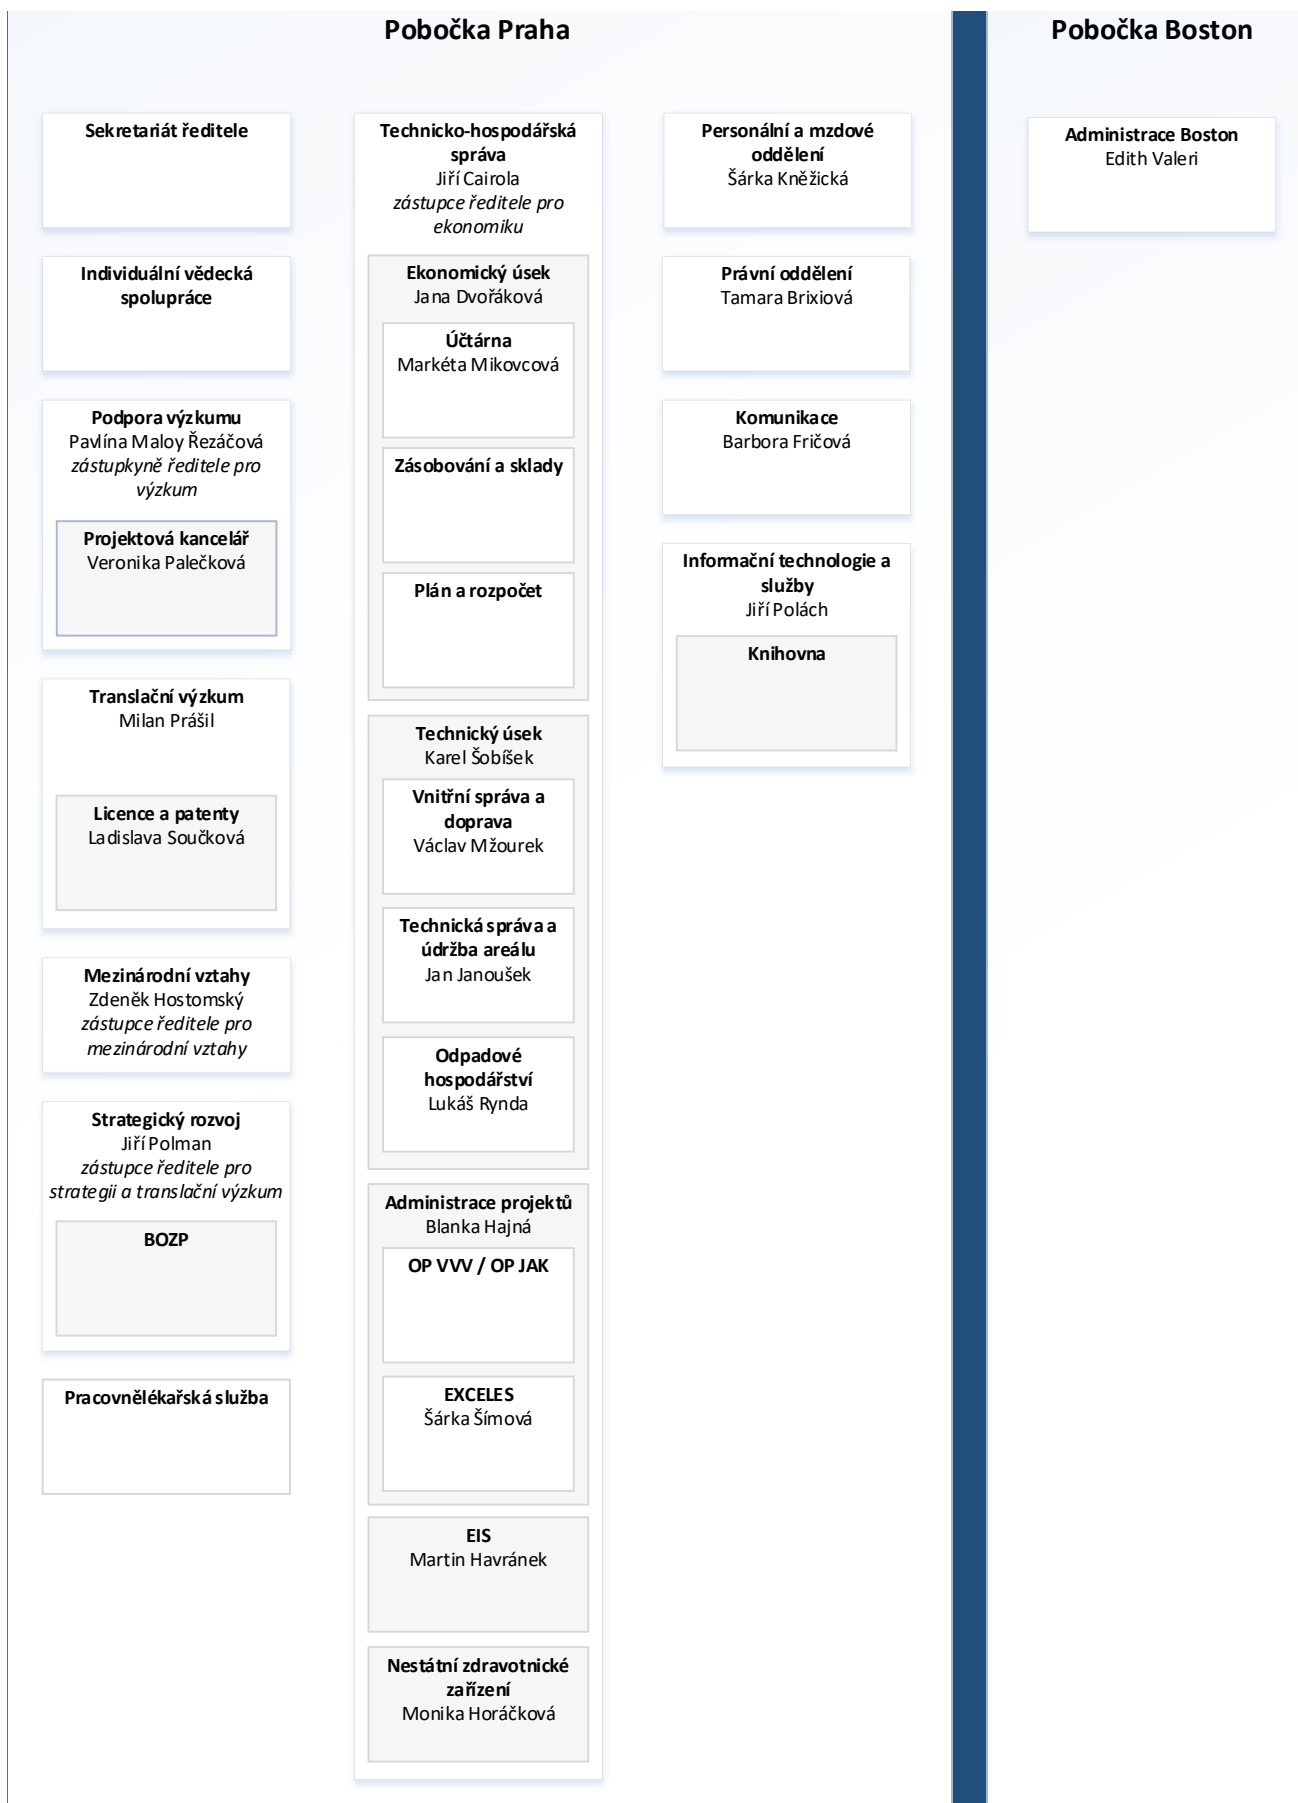 Pobočka Praha
Pobočka Boston
Sekretariát ředitele
Individuální vědecká
spolupráce
Podpora výzkumu
Pavlína Maloy Řezáčová
zástupkyně ředitele pro
výzkum
Projektová kancelář
Veronika Palečková
Translační výzkum
Milan Prášil
Licence a patenty
Ladislava Součková
Mezinárodní vztahy
Zdeněk Hostomský
zástupce ředitele pro
mezinárodní vztahy
Strategický rozvoj
Jiří Polman
zástupce ředitele pro
strategii a translační výzkum
BOZP
Pracovnělékařská služba
Technicko-hospodářská
správa
Jiří Cairola
zástupce ředitele pro
ekonomiku
Ekonomický úsek
Jana Dvořáková
Účtárna
Markéta Mikovcová
Zásobování a sklady
Plán a rozpočet
Technický úsek
Karel Šobíšek
Vnitřní správa a
doprava
Václav Mžourek
Technická správa a
údržba areálu
Jan Janoušek
Odpadové
hospodářství
Lukáš Rynda
Administrace projektů
Blanka Hajná
OP VVV / OP JAK
EXCELES
Šárka Šímová
EIS
Martin Havránek
Nestátní zdravotnické
zařízení
Monika Horáčková
Personální a mzdové
oddělení
Šárka Kněžická
Právní oddělení
Tamara Brixiová
Komunikace
Barbora Fričová
Informační technologie a
služby
Jiří Polách
Knihovna
Administrace Boston
Edith Valeri